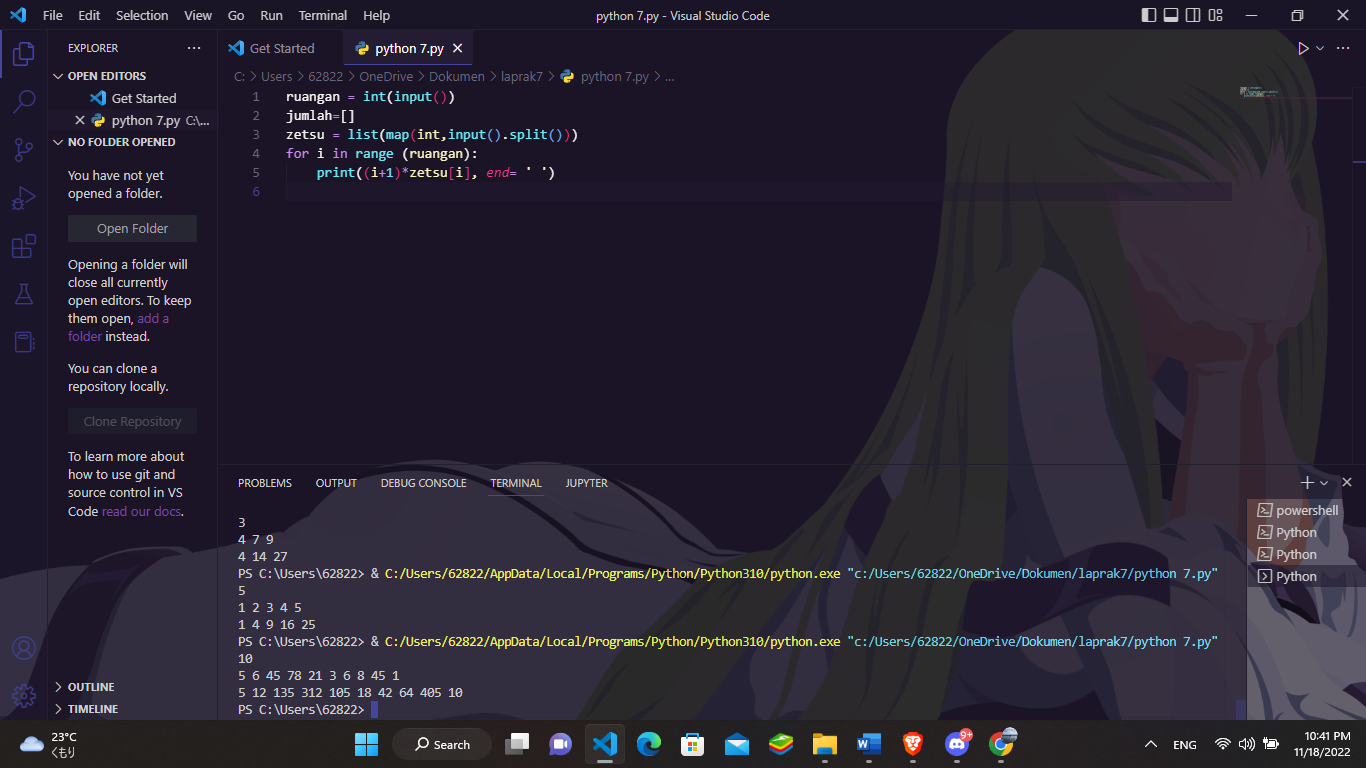 File Edit Selection View Go Run Terminal Help python 7.py - Visual Studio Code
EXPLORER
OPEN EDITORS
Get Started
python 7.py C:\...
NO FOLDER OPENED
You have not yet
opened a folder.
Open Folder
Opening a folder will
close all currently
open editors. To keep
them open, add a
folder instead.
You can clone a
repository locally.
Clone Repository
To learn more about
how to use git and
source control in VS
Code read our docs.
OUTLINE
TIMELINE
Get Started python 7.py
C: > Users > 62822 > OneDrive > Dokumen > laprak7 > python 7.py > ...
1 ruangan = int(input())
2 jumlah=[]
3 zetsu = list(map(int,input().split()))
4 for i in range (ruangan):
5     print((i+1)*zetsu[i], end= ' ')
6
PROBLEMS OUTPUT DEBUG CONSOLE TERMINAL JUPYTER
3
4 7 9
4 14 27
PS C:\Users\62822> & C:/Users/62822/AppData/Local/Programs/Python/Python310/python.exe "c:/Users/62822/OneDrive/Dokumen/laprak7/python 7.py"
5
1 2 3 4 5
1 4 9 16 25
PS C:\Users\62822> & C:/Users/62822/AppData/Local/Programs/Python/Python310/python.exe "c:/Users/62822/OneDrive/Dokumen/laprak7/python 7.py"
10
5 6 45 78 21 3 6 8 45 1
5 12 135 312 105 18 42 64 405 10
PS C:\Users\62822>
powershell
Python
Python
Python
23°C
くもり
Search
9+
ENG
10:41 PM
11/18/2022